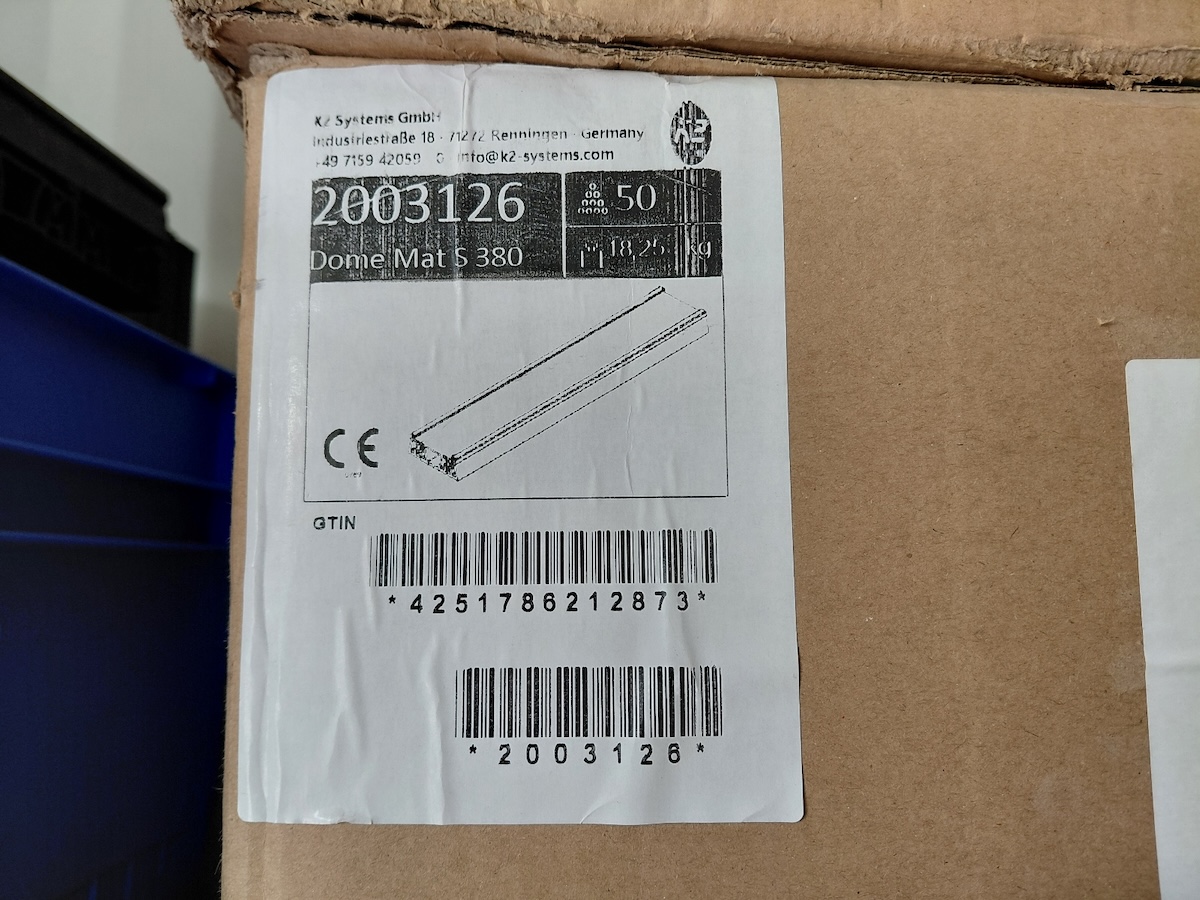 K2 Systems GmbH
Industriestraße 18 · 71272 Renningen · Germany
+49 7159 42059 info@k2-systems.com
K2
2003126
50
Dome Mat S 380
18,25 kg
CE
GTIN
*4251786212873*
*2003126*